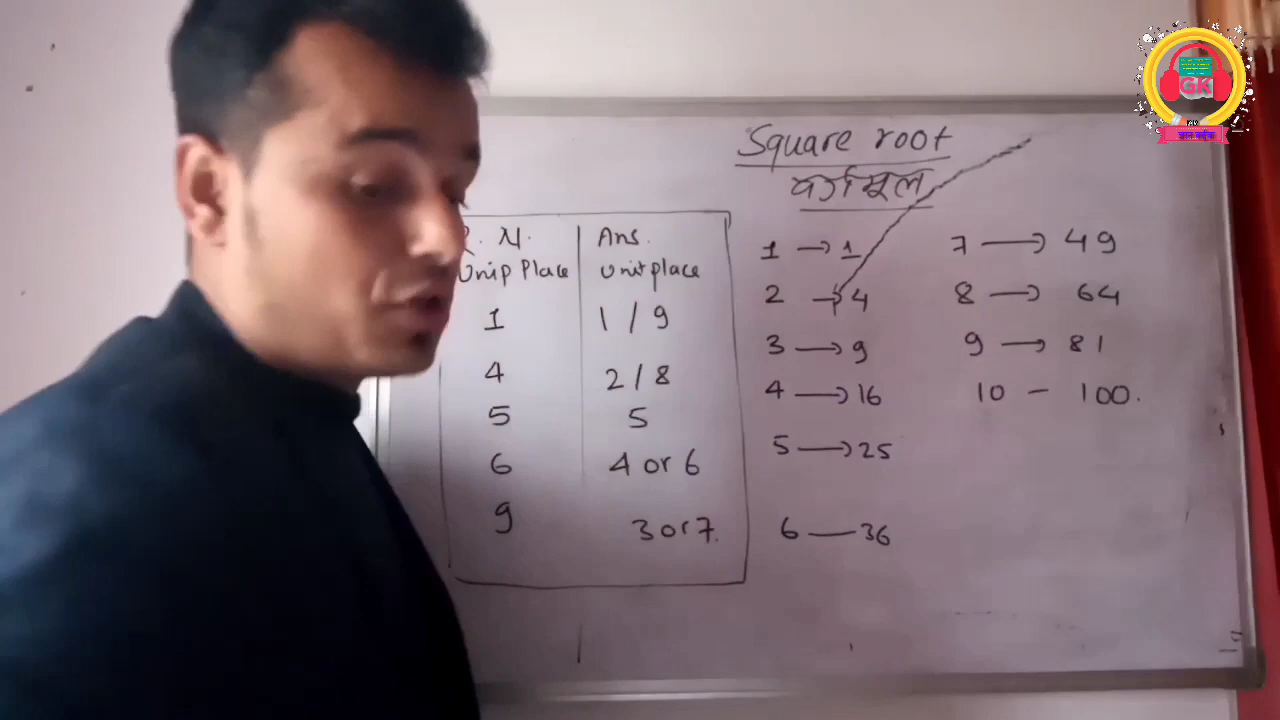 Square root
वर्गमूल
N. | Ans.
Unip Place | Unit place
1 | 1 / 9
4 | 2 / 8
5 | 5
6 | 4 or 6
9 | 3 or 7.
1 → 1
2 → 4
3 → 9
4 → 16
5 → 25
6 — 36
7 → 49
8 → 64
9 → 81
10 - 100.
GK